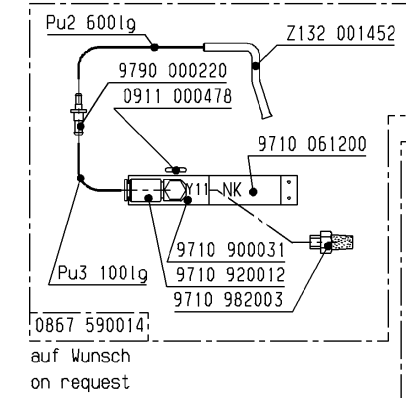 Pu2 600lg
Z132 001452
9790 000220
0911 000478
9710 061200
Y11 NK
9710 900031
Pu3 100lg
9710 920012
9710 982003
0867 590014
auf Wunsch
on request